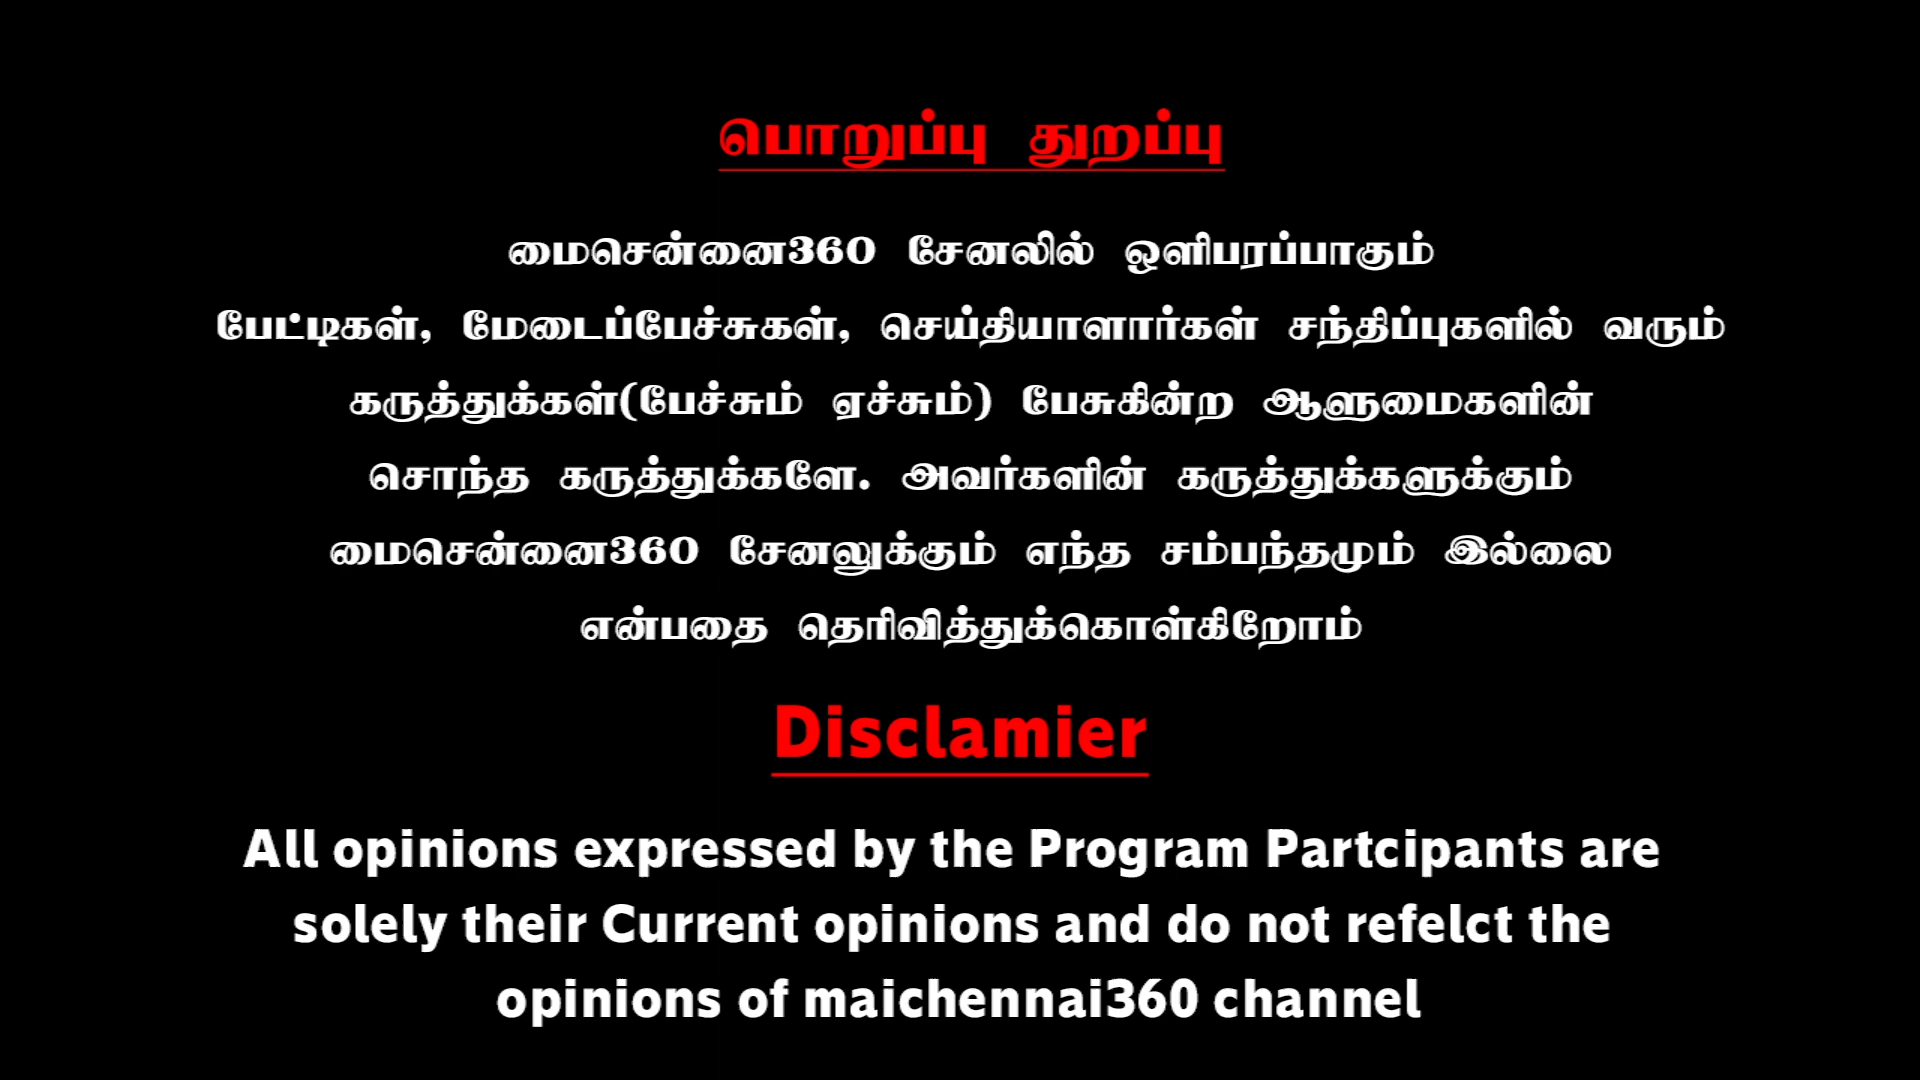 பொறுப்பு துறப்பு
மைசென்னை360 சேனலில் ஒளிபரப்பாகும்
பேட்டிகள், மேடைப்பேச்சுகள், செய்தியாளார்கள் சந்திப்புகளில் வரும்
கருத்துக்கள்(பேச்சும் ஏச்சும்) பேசுகின்ற ஆளுமைகளின்
சொந்த கருத்துக்களே. அவர்களின் கருத்துக்களுக்கும்
மைசென்னை360 சேனலுக்கும் எந்த சம்பந்தமும் இல்லை
என்பதை தெரிவித்துக்கொள்கிறோம்
Disclamier
All opinions expressed by the Program Partcipants are
solely their Current opinions and do not refelct the
opinions of maichennai360 channel